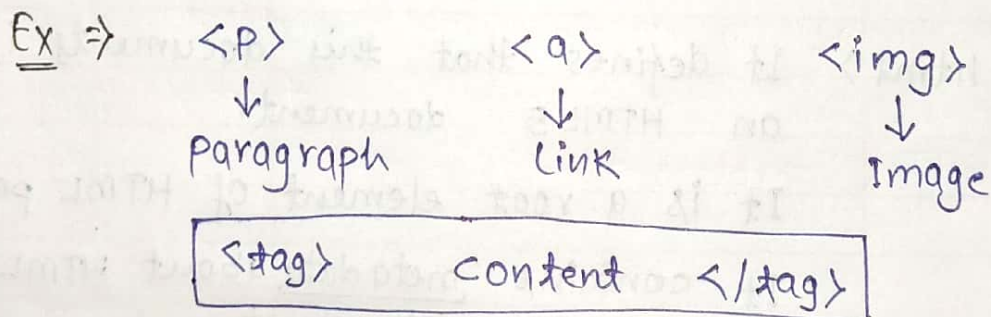 Ex ⇒ <p> <a> <img>
↓ ↓ ↓
paragraph Link Image
<tag> content </tag>